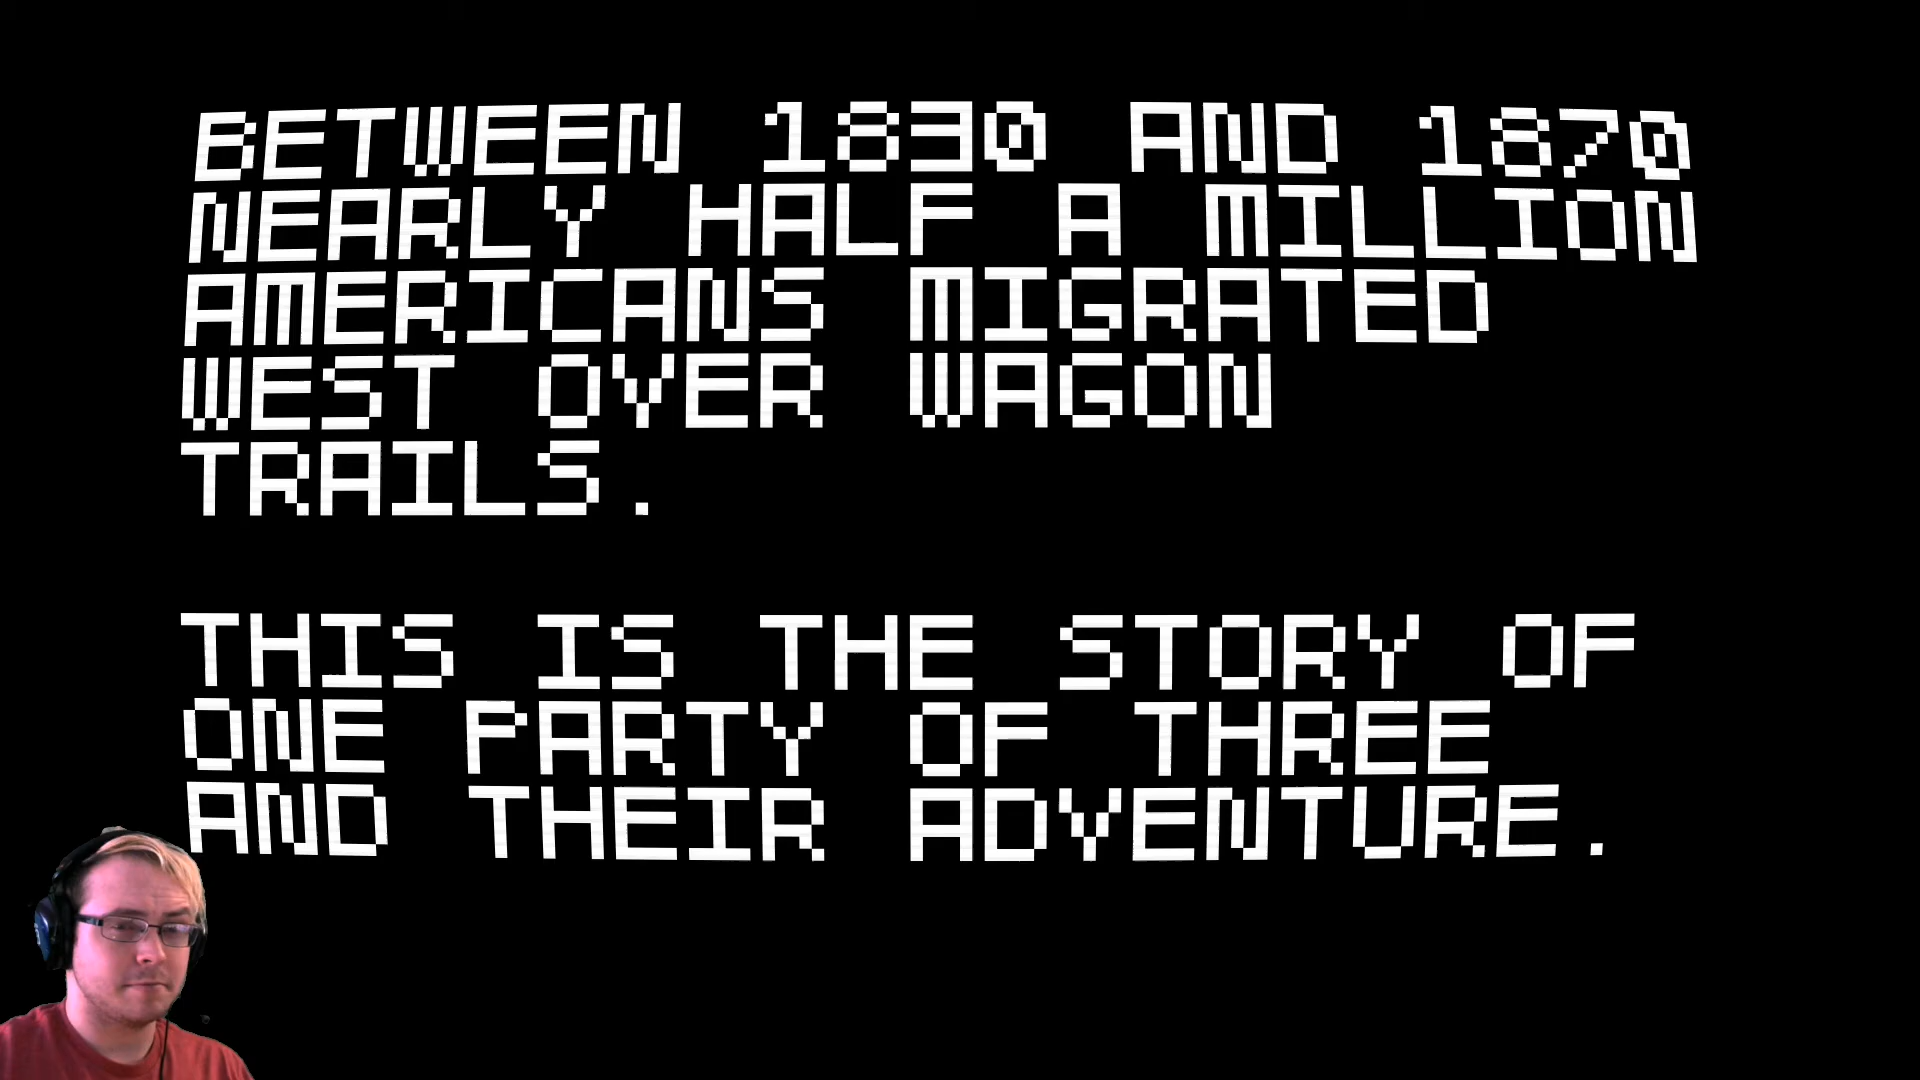 BETWEEN 1830 AND 1870
NEARLY HALF A MILLION
AMERICANS MIGRATED
WEST OVER WAGON
TRAILS.
THIS IS THE STORY OF
ONE PARTY OF THREE
AND THEIR ADVENTURE.